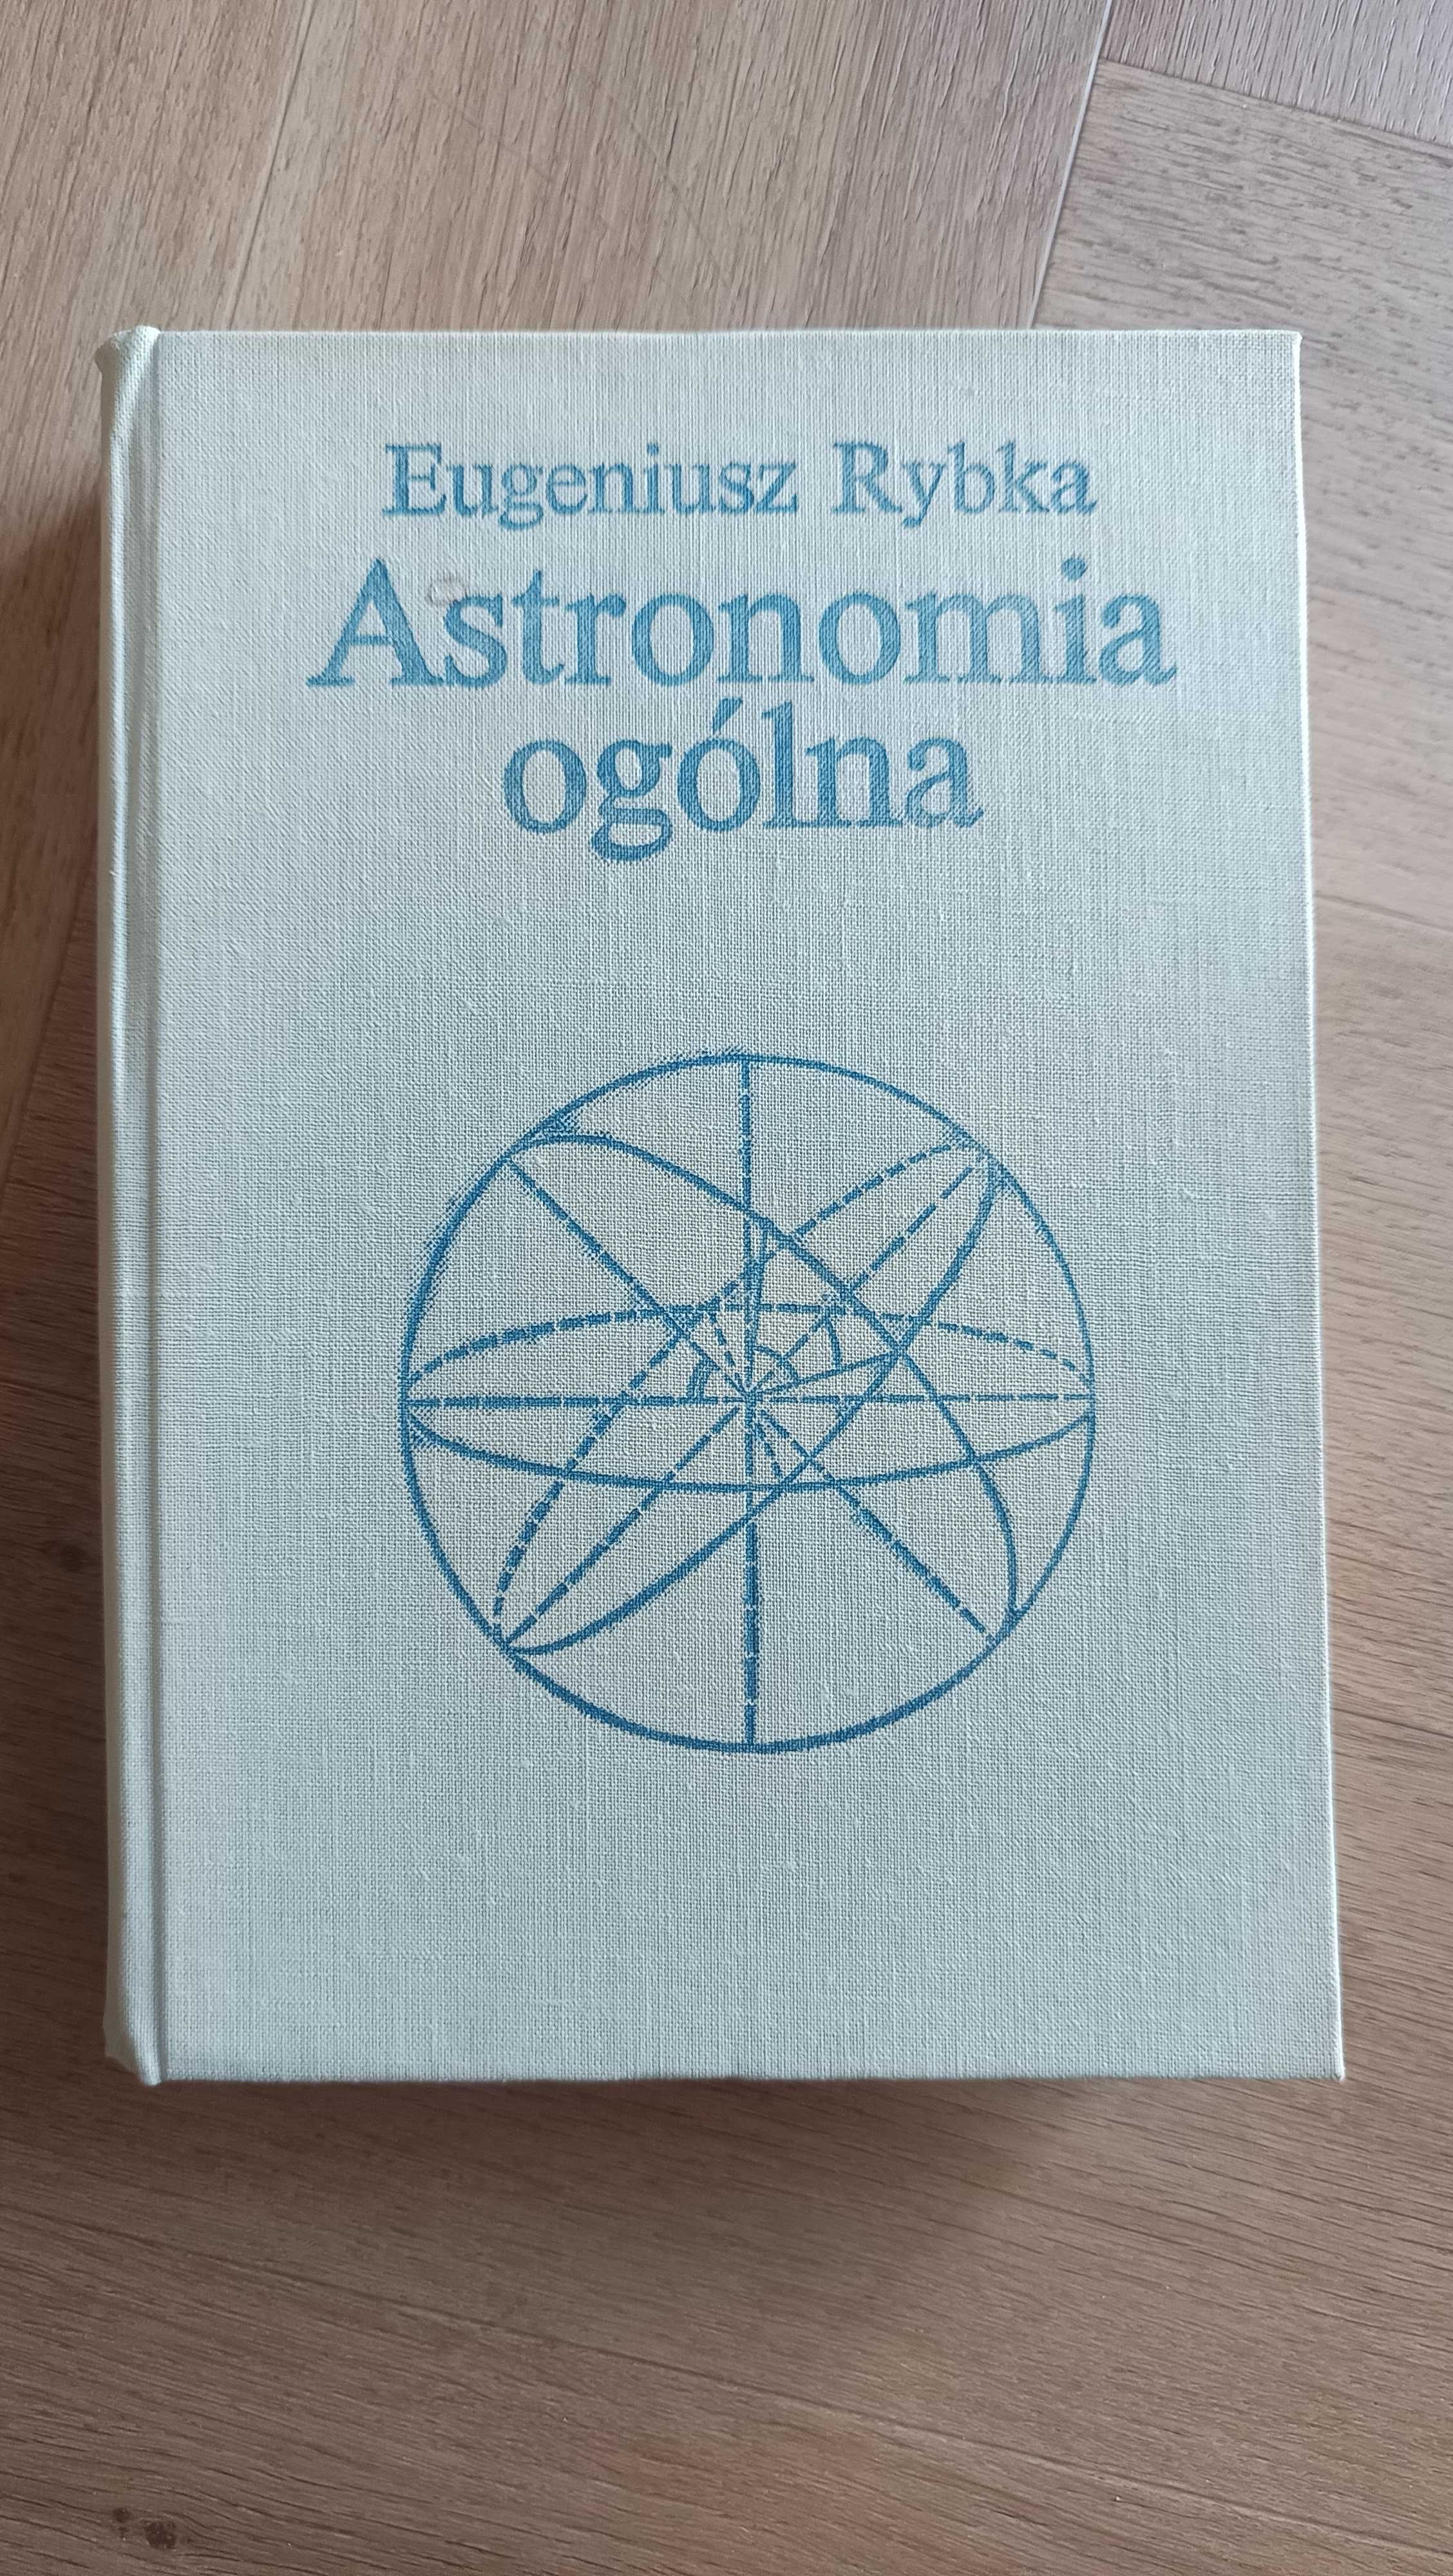 Eugeniusz Rybka
Astronomia
ogólna